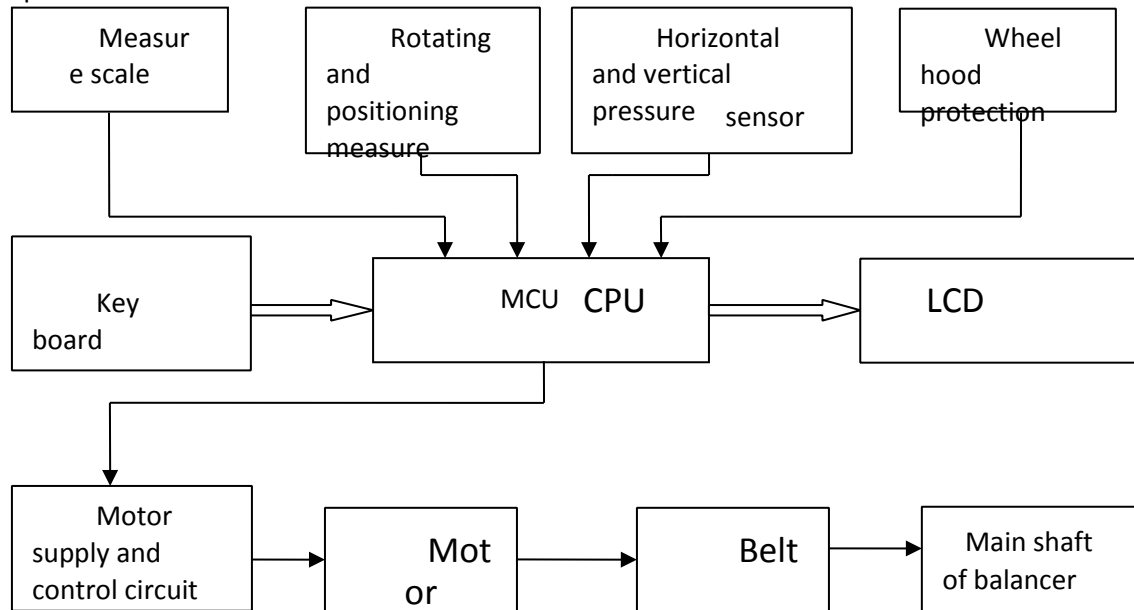 Measur
e scale
Rotating
and
positioning
measure
Horizontal
and vertical
pressure sensor
Wheel
hood
protection
Key
board
MCU CPU
LCD
Motor
supply and
control circuit
Mot
or
Belt
Main shaft
of balancer